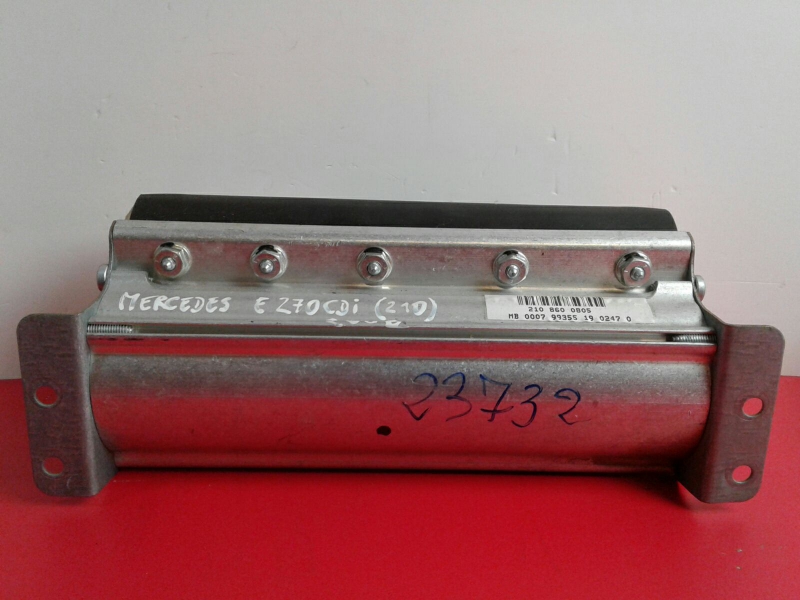 210 860 0805
MERCEDES E 270CDi (210)
MB 0007 99355 19 0247 0
23732